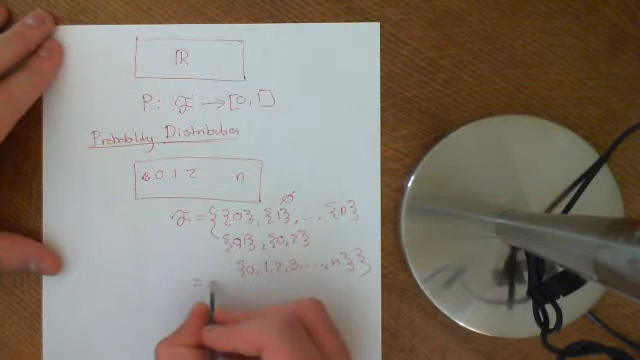 ℝ
P: ℱ → [0, 1]
Probability Distribution
0 1 2 n
ℱ = { {0}, {1}, ∅ ... {n}
{0,1}, {0,2}
{0, 1, 2, 3, ..., n} }
=